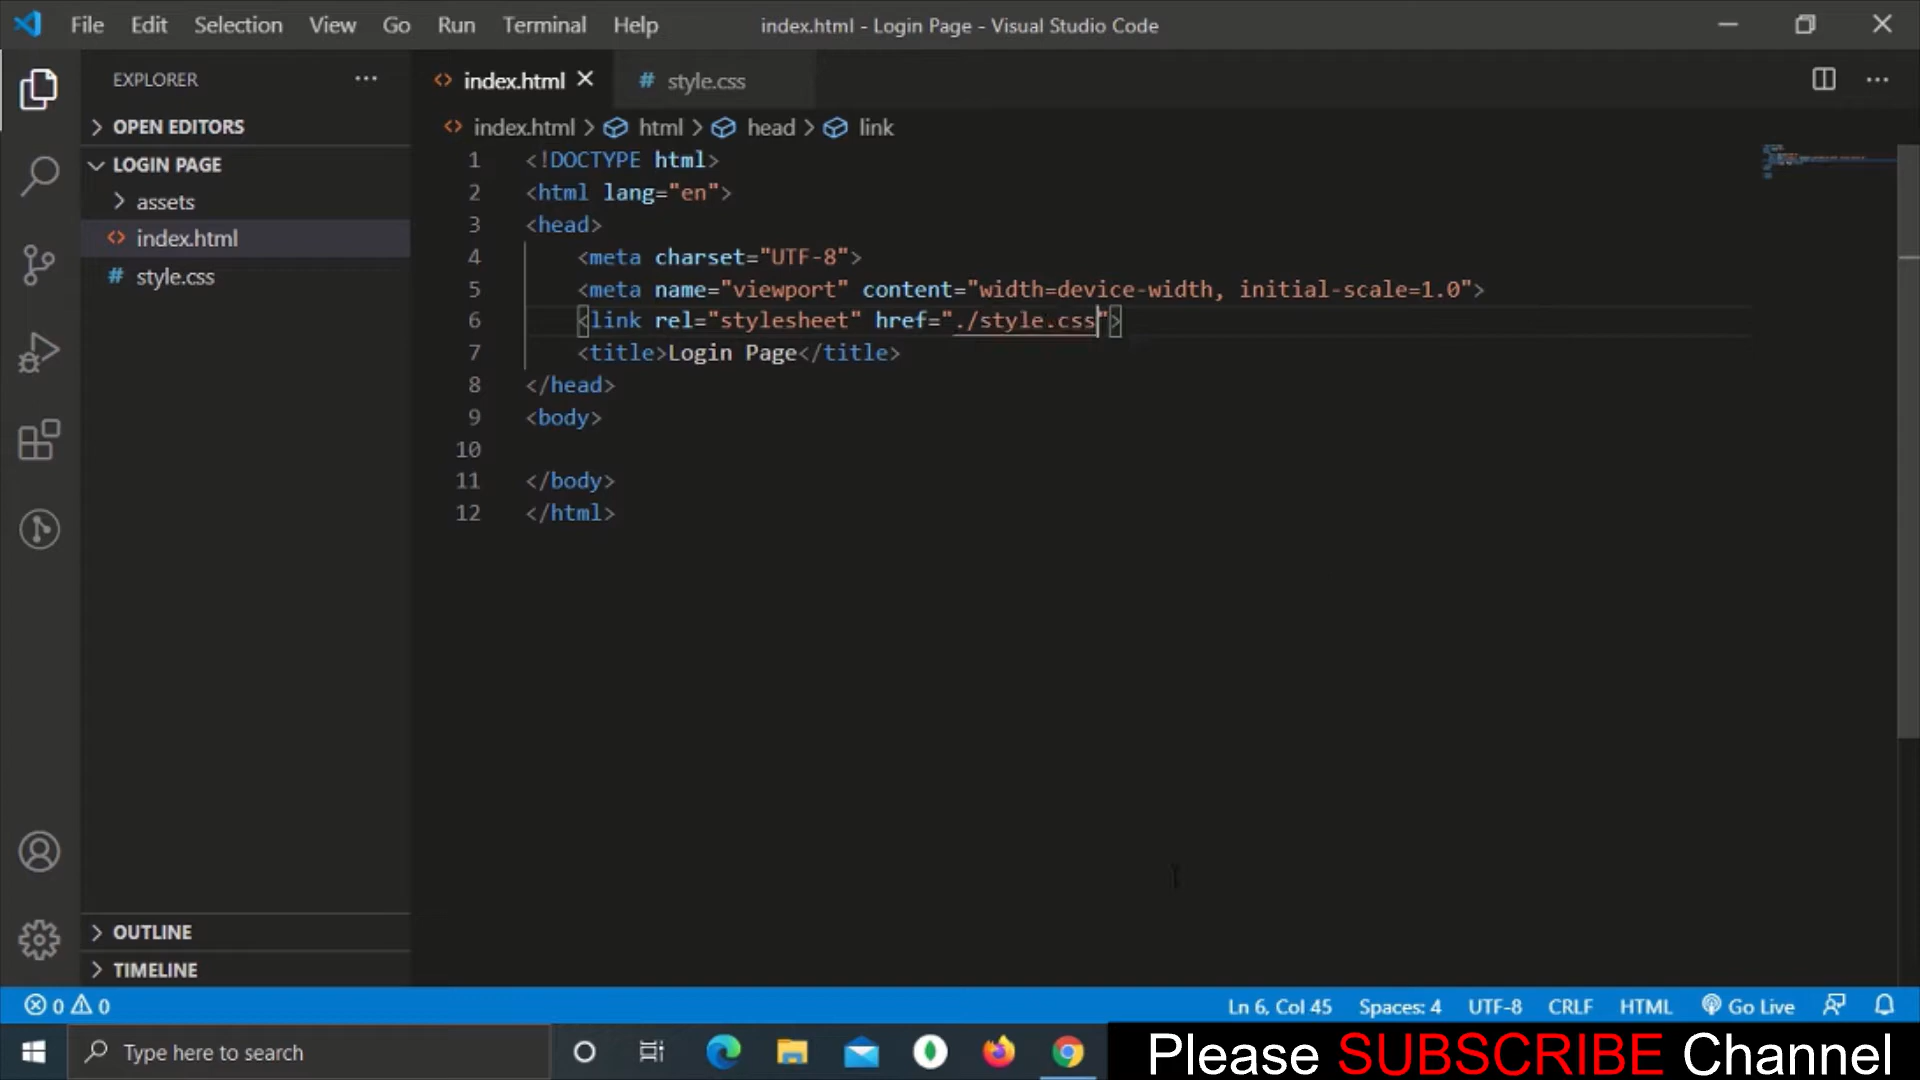 File Edit Selection View Go Run Terminal Help index.html - Login Page - Visual Studio Code
EXPLORER
OPEN EDITORS
LOGIN PAGE
assets
index.html
# style.css
OUTLINE
TIMELINE
index.html # style.css
index.html > html > head > link
1 <!DOCTYPE html>
2 <html lang="en">
3 <head>
4 <meta charset="UTF-8">
5 <meta name="viewport" content="width=device-width, initial-scale=1.0">
6 <link rel="stylesheet" href="./style.css">
7 <title>Login Page</title>
8 </head>
9 <body>
10
11 </body>
12 </html>
0 0 Ln 6, Col 45 Spaces: 4 UTF-8 CRLF HTML Go Live
Type here to search
Please SUBSCRIBE Channel